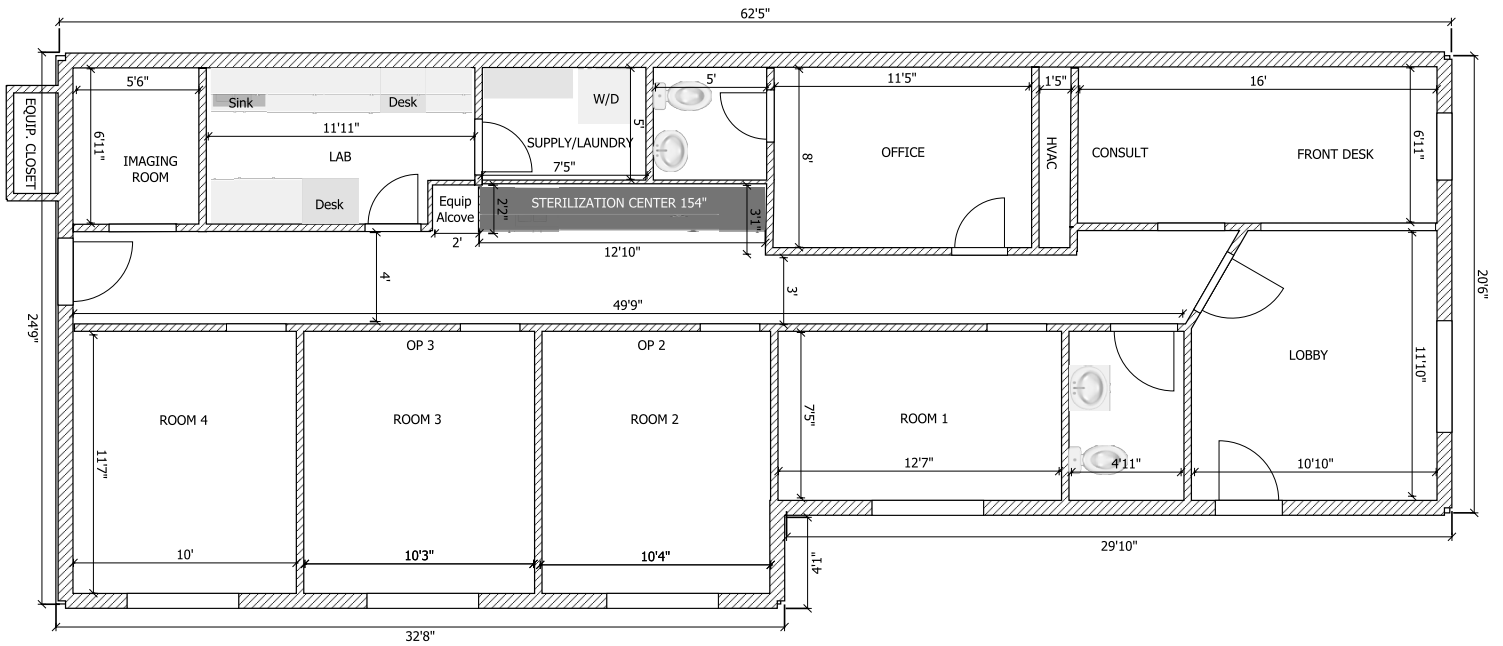 62'5"
5'6"
Sink
Desk
W/D
5'
11'5"
1'5"
16'
EQUIP. CLOSET
6'11"
IMAGING
ROOM
11'11"
LAB
5'
SUPPLY/LAUNDRY
7'5"
8'
OFFICE
HVAC
CONSULT
FRONT DESK
6'11"
Desk
Equip
Alcove
2'2"
STERILIZATION CENTER 154"
3'1"
2'
12'10"
4'
3'
49'9"
20'6"
24'9"
OP 3
OP 2
LOBBY
11'10"
ROOM 4
ROOM 3
ROOM 2
7'5"
ROOM 1
11'7"
12'7"
4'11"
10'10"
10'
10'3"
10'4"
4'1"
29'10"
32'8"